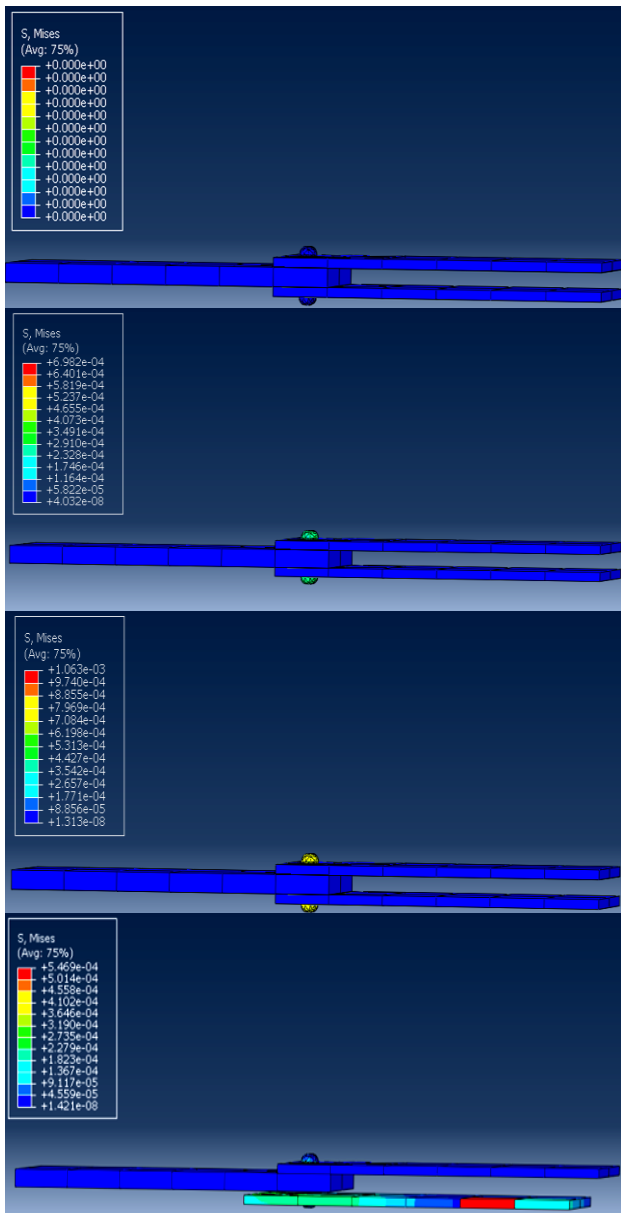 S, Mises
(Avg: 75%)
+0.000e+00
+0.000e+00
+0.000e+00
+0.000e+00
+0.000e+00
+0.000e+00
+0.000e+00
+0.000e+00
+0.000e+00
+0.000e+00
+0.000e+00
+0.000e+00
+0.000e+00
S, Mises
(Avg: 75%)
+6.982e-04
+6.401e-04
+5.819e-04
+5.237e-04
+4.655e-04
+4.073e-04
+3.491e-04
+2.910e-04
+2.328e-04
+1.746e-04
+1.164e-04
+5.822e-05
+4.032e-08
S, Mises
(Avg: 75%)
+1.063e-03
+9.740e-04
+8.855e-04
+7.969e-04
+7.084e-04
+6.198e-04
+5.313e-04
+4.427e-04
+3.542e-04
+2.657e-04
+1.771e-04
+8.856e-05
+1.313e-08
S, Mises
(Avg: 75%)
+5.469e-04
+5.014e-04
+4.558e-04
+4.102e-04
+3.646e-04
+3.190e-04
+2.735e-04
+2.279e-04
+1.823e-04
+1.367e-04
+9.117e-05
+4.559e-05
+1.421e-08